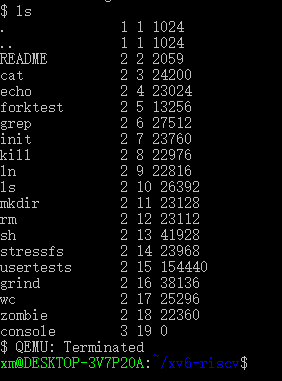 $ ls
. 1 1 1024
.. 1 1 1024
README 2 2 2059
cat 2 3 24200
echo 2 4 23024
forktest 2 5 13256
grep 2 6 27512
init 2 7 23760
kill 2 8 22976
ln 2 9 22816
ls 2 10 26392
mkdir 2 11 23128
rm 2 12 23112
sh 2 13 41928
stressfs 2 14 23968
usertests 2 15 154440
grind 2 16 38136
wc 2 17 25296
zombie 2 18 22360
console 3 19 0
$ QEMU: Terminated
xm@DESKTOP-3V7P20A:~/xv6-riscv$